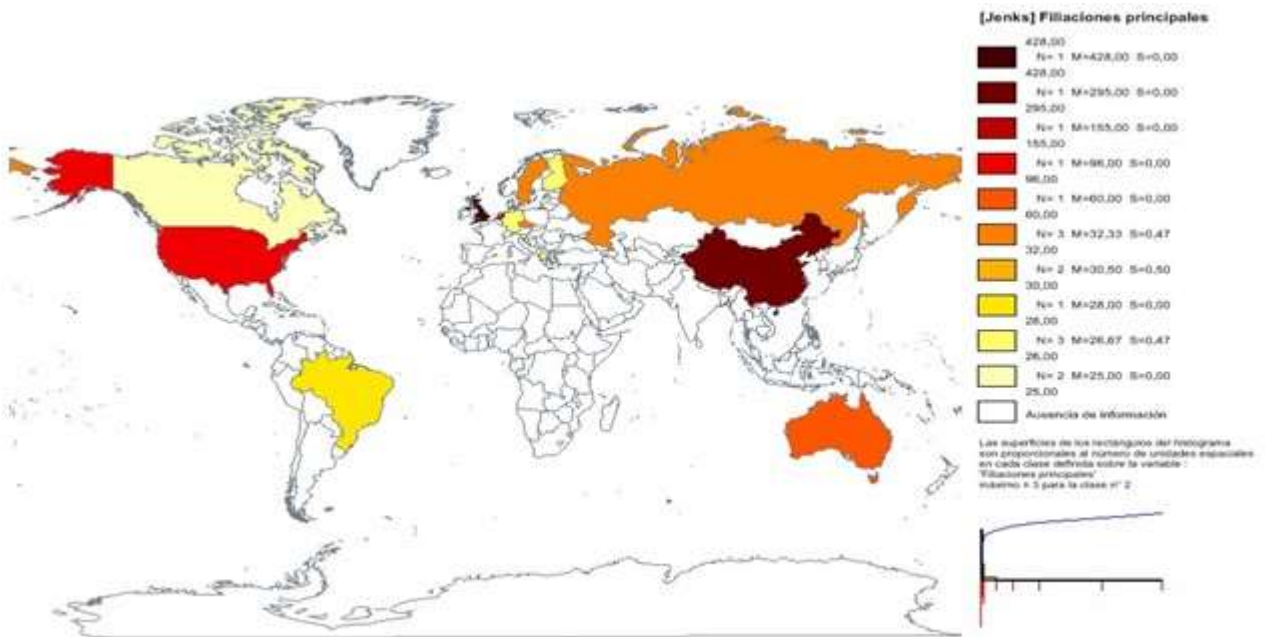 [Jenks] Filiaciones principales
428,00
N= 1 M=428,00 S=0,00
428,00
N= 1 M=295,00 S=0,00
295,00
N= 1 M=155,00 S=0,00
155,00
N= 1 M=96,00 S=0,00
96,00
N= 1 M=60,00 S=0,00
60,00
N= 3 M=32,33 S=0,47
32,00
N= 2 M=30,50 S=0,50
30,00
N= 1 M=28,00 S=0,00
28,00
N= 3 M=26,67 S=0,47
26,00
N= 2 M=25,00 S=0,00
25,00
Ausencia de información
Las superficies de los rectángulos del histograma
son proporcionales al número de unidades espaciales
en cada clase definida sobre la variable :
'Filiaciones principales'
máximo = 3 para la clase n° 2